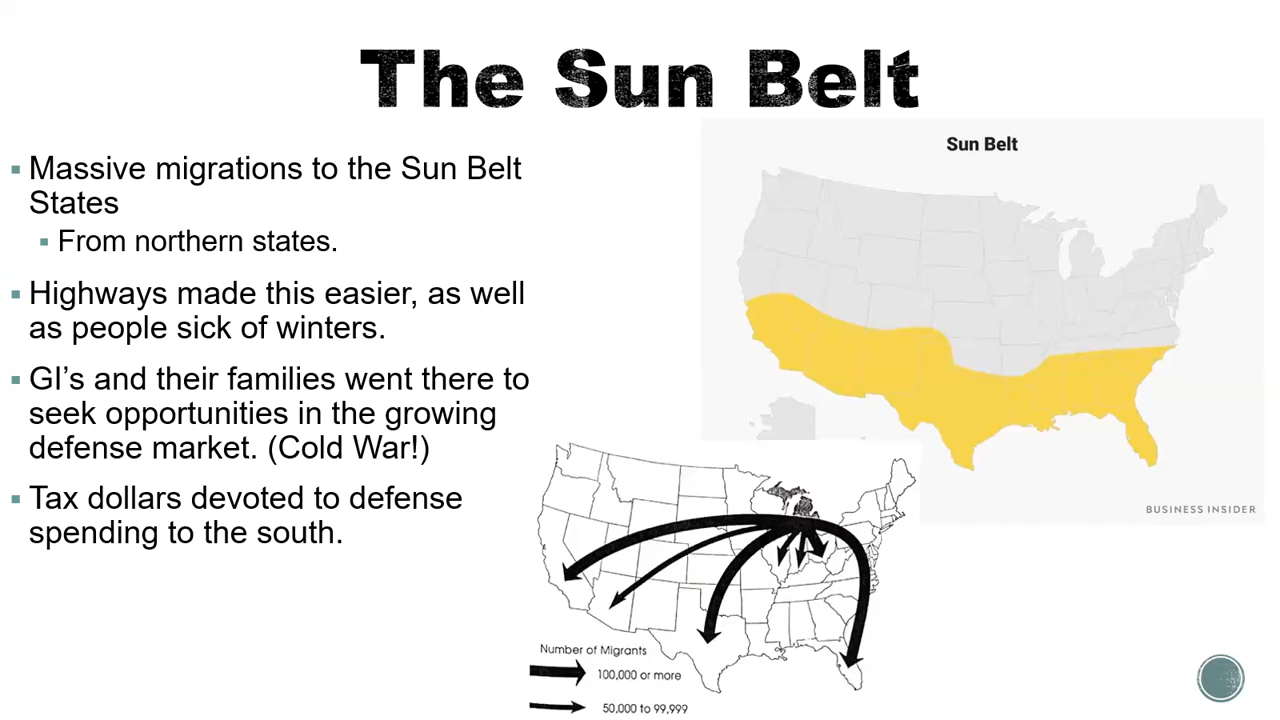 The Sun Belt
Massive migrations to the Sun Belt
States
From northern states.
Highways made this easier, as well
as people sick of winters.
GI’s and their families went there to
seek opportunities in the growing
defense market. (Cold War!)
Tax dollars devoted to defense
spending to the south.
Sun Belt
BUSINESS INSIDER
Number of Migrants
100,000 or more
50,000 to 99,999